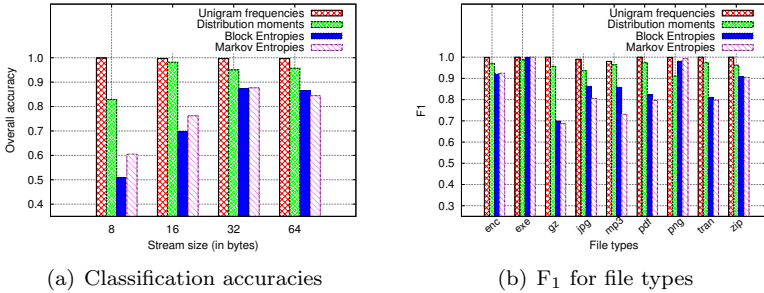 Unigram frequencies
Distribution moments
Block Entropies
Markov Entropies
1.0
0.9
0.8
0.7
0.6
0.5
0.4
Overall accuracy
8 16 32 64
Stream size (in bytes)
(a) Classification accuracies
Unigram frequencies
Distribution moments
Block Entropies
Markov Entropies
1.0
0.9
0.8
0.7
0.6
0.5
0.4
0.3
F1
enc exe gz jpg mp3 pdf png tran zip
File types
(b) F₁ for file types